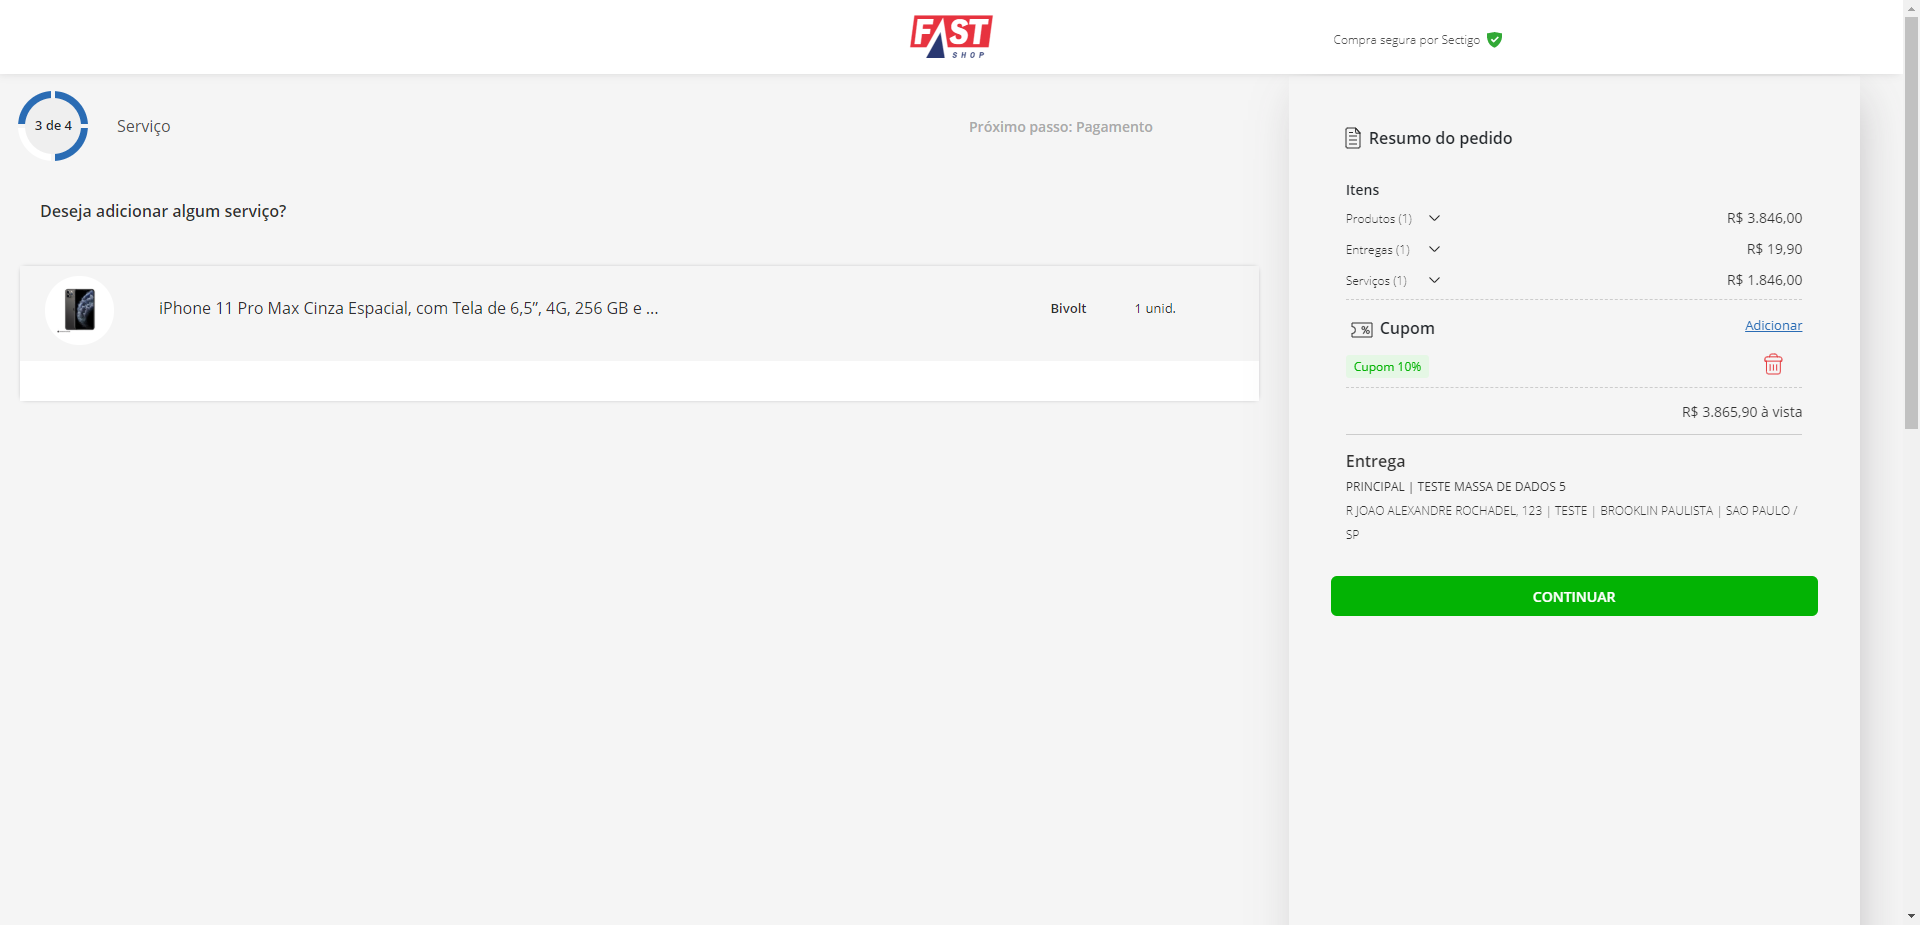 FAST
SHOP
Compra segura por Sectigo
3 de 4
Serviço
Próximo passo: Pagamento
Deseja adicionar algum serviço?
iPhone 11 Pro Max Cinza Espacial, com Tela de 6,5”, 4G, 256 GB e ...
Bivolt
1 unid.
Resumo do pedido
Itens
Produtos (1)
R$ 3.846,00
Entregas (1)
R$ 19,90
Serviços (1)
R$ 1.846,00
% Cupom
Adicionar
Cupom 10%
R$ 3.865,90 à vista
Entrega
PRINCIPAL | TESTE MASSA DE DADOS 5
R JOAO ALEXANDRE ROCHADEL, 123 | TESTE | BROOKLIN PAULISTA | SAO PAULO /
SP
CONTINUAR